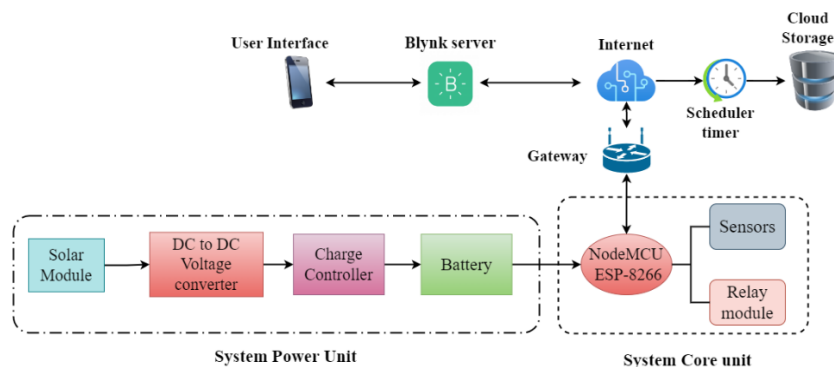 Cloud
Storage
User Interface
Blynk server
Internet
B
Scheduler
timer
Gateway
Solar
Module
DC to DC
Voltage
converter
Charge
Controller
Battery
NodeMCU
ESP-8266
Sensors
Relay
module
System Power Unit
System Core unit